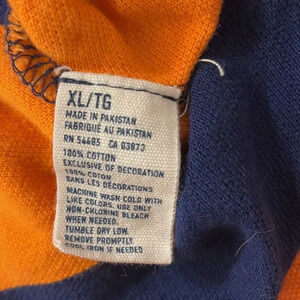 XL/TG
MADE IN PAKISTAN
FABRIQUÉ AU PAKISTAN
RN 54485 CA 03873
100% COTTON
EXCLUSIVE OF DECORATION
100% COTON
SANS LES DECORATIONS
MACHINE WASH COLD WITH
LIKE COLORS. USE ONLY
NON-CHLORINE BLEACH
WHEN NEEDED.
TUMBLE DRY LOW.
REMOVE PROMPTLY.
COOL IRON IF NEEDED